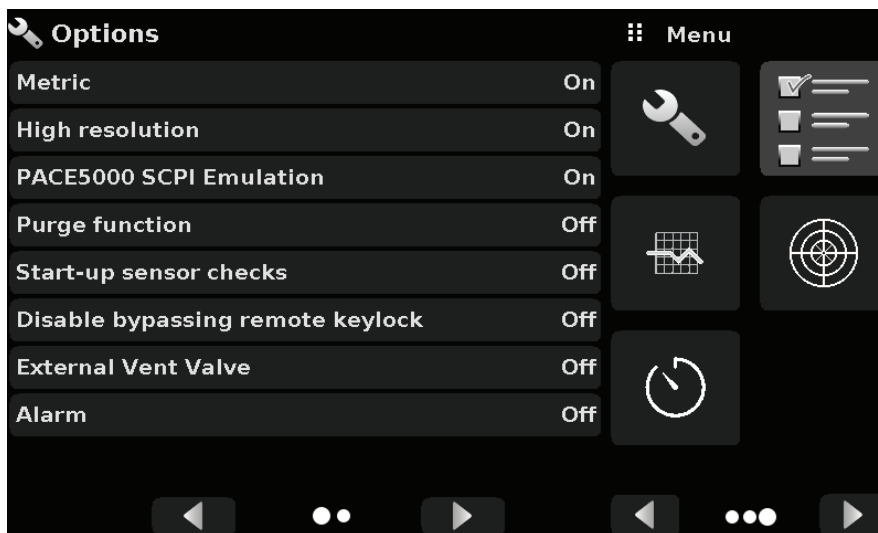 Options
Menu
Metric On
High resolution On
PACE5000 SCPI Emulation On
Purge function Off
Start-up sensor checks Off
Disable bypassing remote keylock Off
External Vent Valve Off
Alarm Off